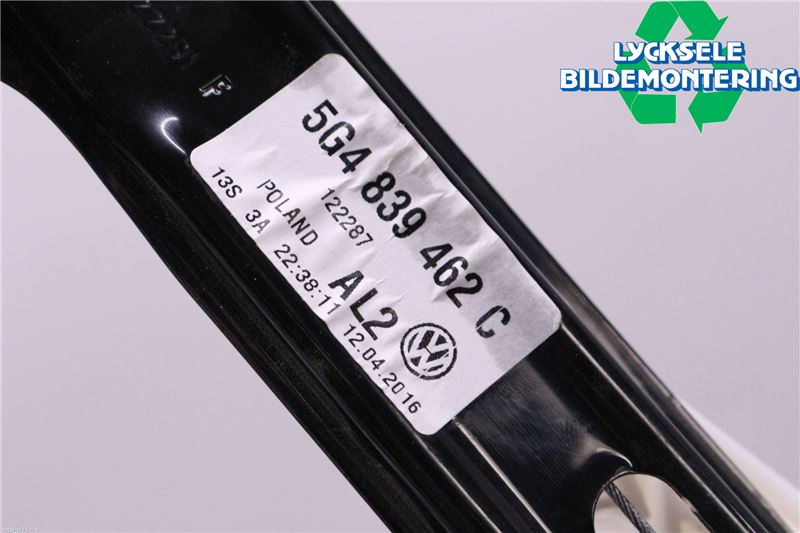 LYCKSELE
BILDEMONTERING
5G4 839 462 C
122287
POLAND
AL2
13S 3A 22:38:11 12.04.2016